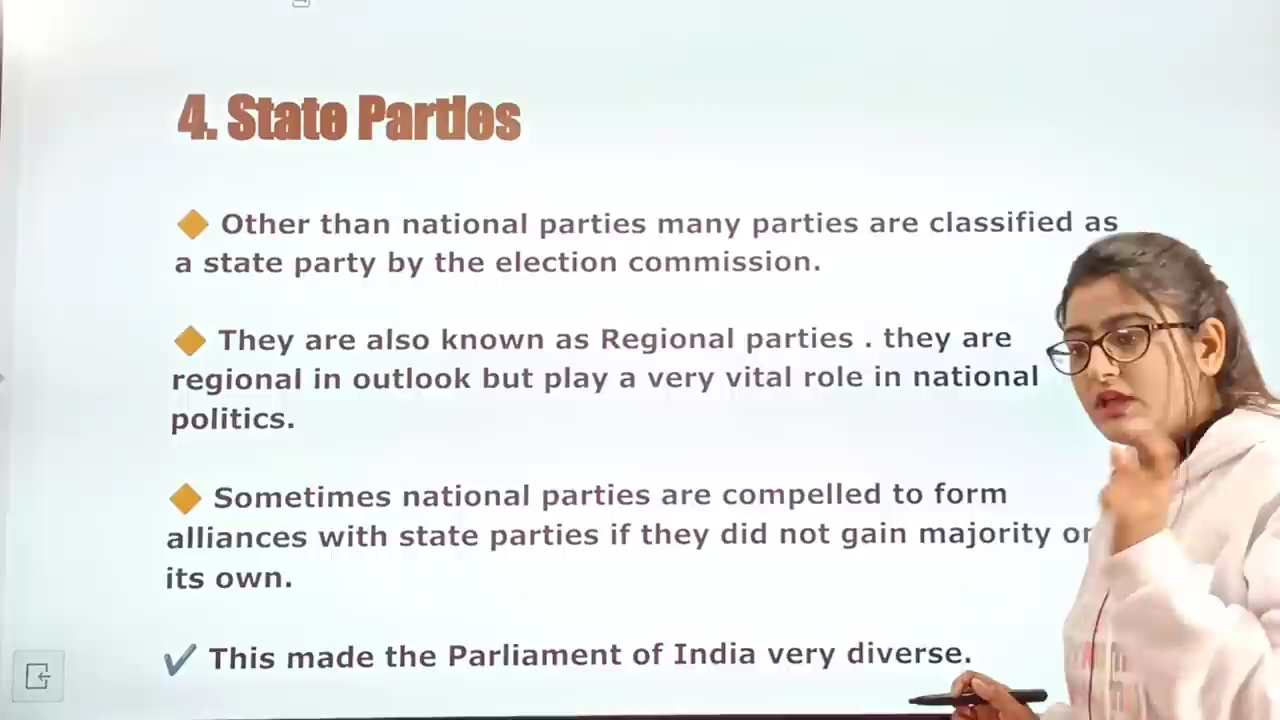 4. State Parties
Other than national parties many parties are classified as
a state party by the election commission.
They are also known as Regional parties . they are
regional in outlook but play a very vital role in national
politics.
Sometimes national parties are compelled to form
alliances with state parties if they did not gain majority on
its own.
This made the Parliament of India very diverse.